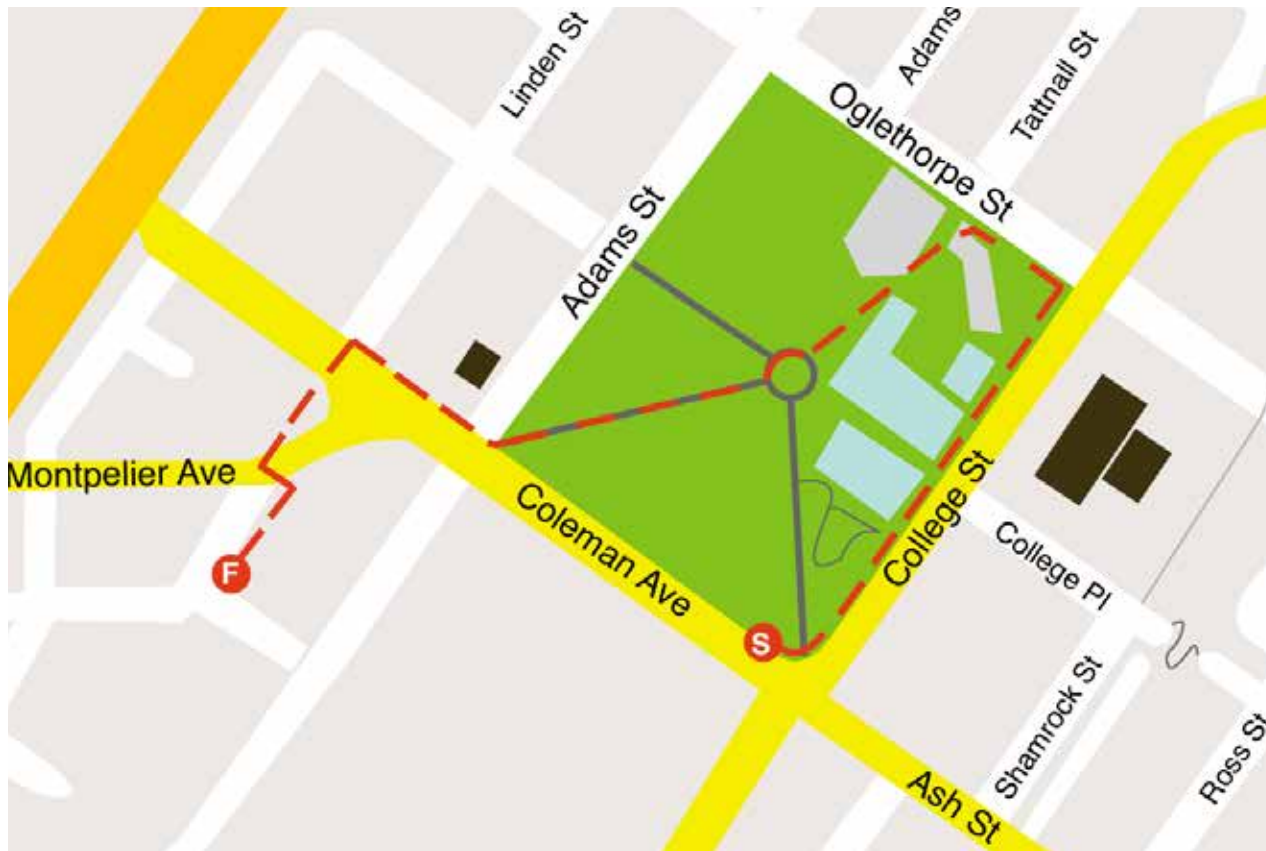 Linden St
Adams
Tattnall St
Oglethorpe St
Adams St
Montpelier Ave
Coleman Ave
College St
College Pl
F
S
Shamrock St
Ross St
Ash St